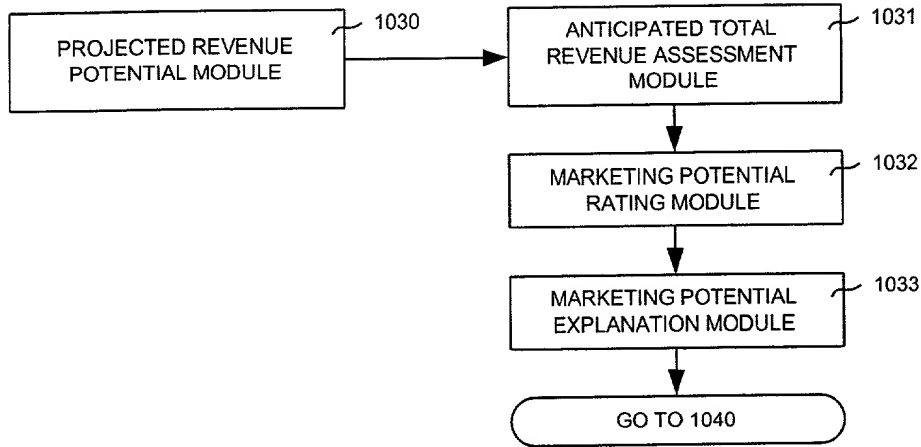 PROJECTED REVENUE
POTENTIAL MODULE
1030
ANTICIPATED TOTAL
REVENUE ASSESSMENT
MODULE
1031
MARKETING POTENTIAL
RATING MODULE
1032
MARKETING POTENTIAL
EXPLANATION MODULE
1033
GO TO 1040